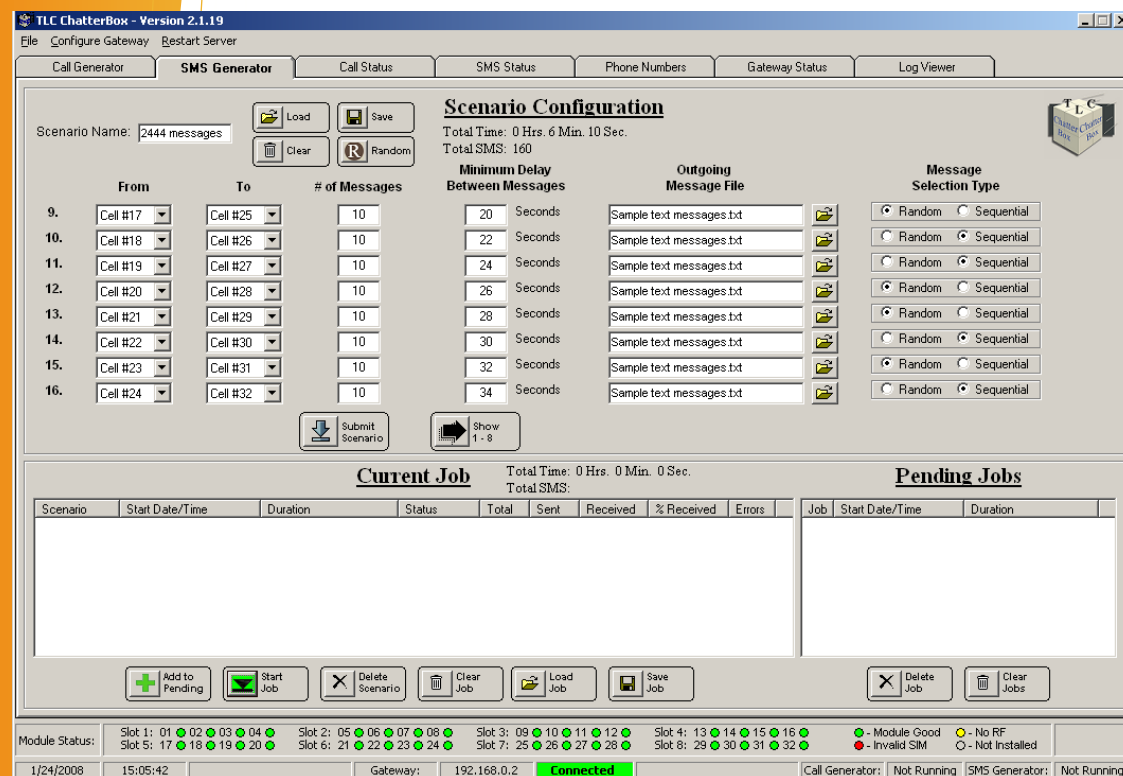 TLC ChatterBox - Version 2.1.19
File Configure Gateway Restart Server
Call Generator SMS Generator Call Status SMS Status Phone Numbers Gateway Status Log Viewer
Scenario Configuration
Scenario Name: 2444 messages Load Save
Total Time: 0 Hrs. 6 Min. 10 Sec.
Clear R Random Total SMS: 160
TLC
Chatter Chatter
Box Box
From To # of Messages Minimum Delay Between Messages Outgoing Message File Message Selection Type
9. Cell #17 Cell #25 10 20 Seconds Sample text messages.txt Random Sequential
10. Cell #18 Cell #26 10 22 Seconds Sample text messages.txt Random Sequential
11. Cell #19 Cell #27 10 24 Seconds Sample text messages.txt Random Sequential
12. Cell #20 Cell #28 10 26 Seconds Sample text messages.txt Random Sequential
13. Cell #21 Cell #29 10 28 Seconds Sample text messages.txt Random Sequential
14. Cell #22 Cell #30 10 30 Seconds Sample text messages.txt Random Sequential
15. Cell #23 Cell #31 10 32 Seconds Sample text messages.txt Random Sequential
16. Cell #24 Cell #32 10 34 Seconds Sample text messages.txt Random Sequential
Submit Scenario Show 1 - 8
Current Job
Total Time: 0 Hrs. 0 Min. 0 Sec.
Total SMS:
Pending Jobs
Scenario Start Date/Time Duration Status Total Sent Received % Received Errors
Job Start Date/Time Duration
Add to Pending Start Job Delete Scenario Clear Job Load Job Save Job Delete Job Clear Jobs
Module Status:
Slot 1: 01 02 03 04 Slot 2: 05 06 07 08 Slot 3: 09 10 11 12 Slot 4: 13 14 15 16 - Module Good - No RF
Slot 5: 17 18 19 20 Slot 6: 21 22 23 24 Slot 7: 25 26 27 28 Slot 8: 29 30 31 32 - Invalid SIM - Not Installed
1/24/2008 15:05:42 Gateway: 192.168.0.2 Connected Call Generator: Not Running SMS Generator: Not Running